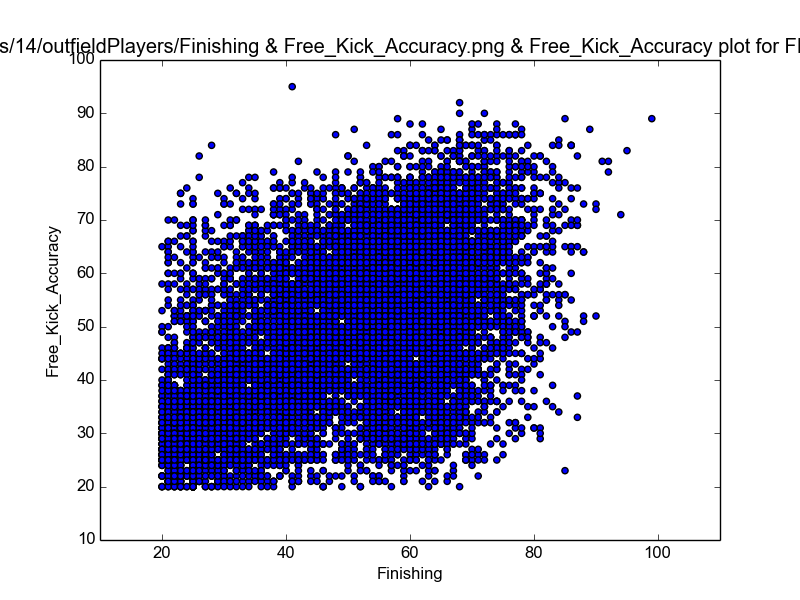 s/14/outfieldPlayers/Finishing & Free_Kick_Accuracy.png & Free_Kick_Accuracy plot for FI
100
90
80
70
60
50
40
30
20
10
Free_Kick_Accuracy
20 40 60 80 100
Finishing